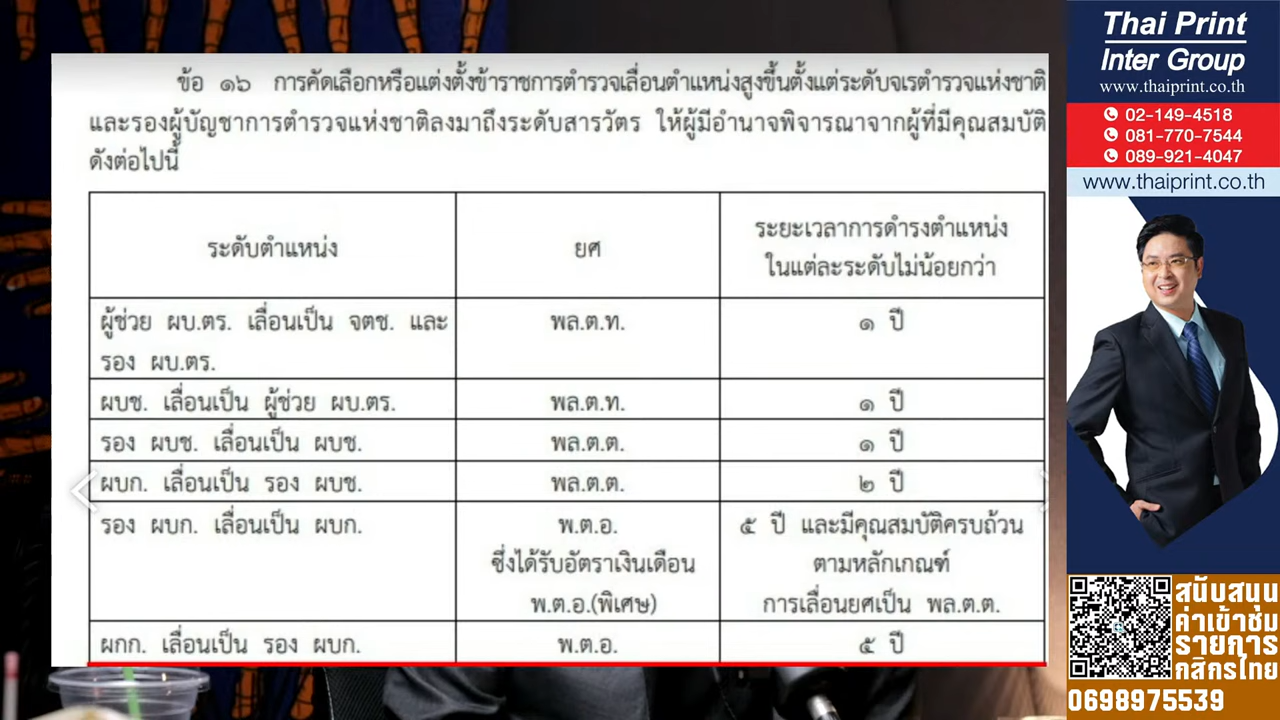 ข้อ ๑๖ การคัดเลือกหรือแต่งตั้งข้าราชการตำรวจเลื่อนตำแหน่งสูงขึ้นตั้งแต่ระดับจเรตำรวจแห่งชาติ
และรองผู้บัญชาการตำรวจแห่งชาติลงมาถึงระดับสารวัตร ให้ผู้มีอำนาจพิจารณาจากผู้ที่มีคุณสมบัติ
ดังต่อไปนี้
ระดับตำแหน่ง ยศ ระยะเวลาการดำรงตำแหน่ง
ในแต่ละระดับไม่น้อยกว่า
ผู้ช่วย ผบ.ตร. เลื่อนเป็น จตช. และ พล.ต.ท. ๑ ปี
รอง ผบ.ตร.
ผบช. เลื่อนเป็น ผู้ช่วย ผบ.ตร. พล.ต.ท. ๑ ปี
รอง ผบช. เลื่อนเป็น ผบช. พล.ต.ต. ๑ ปี
ผบก. เลื่อนเป็น รอง ผบช. พล.ต.ต. ๒ ปี
รอง ผบก. เลื่อนเป็น ผบก. พ.ต.อ. ๕ ปี และมีคุณสมบัติครบถ้วน
ซึ่งได้รับอัตราเงินเดือน ตามหลักเกณฑ์
พ.ต.อ.(พิเศษ) การเลื่อนยศเป็น พล.ต.ต.
ผกก. เลื่อนเป็น รอง ผบก. พ.ต.อ. ๕ ปี
Thai Print
Inter Group
www.thaiprint.co.th
02-149-4518
081-770-7544
089-921-4047
www.thaiprint.co.th
สนับสนุน
ค่าเข้าชม
รายการ
กสิกรไทย
0698975539